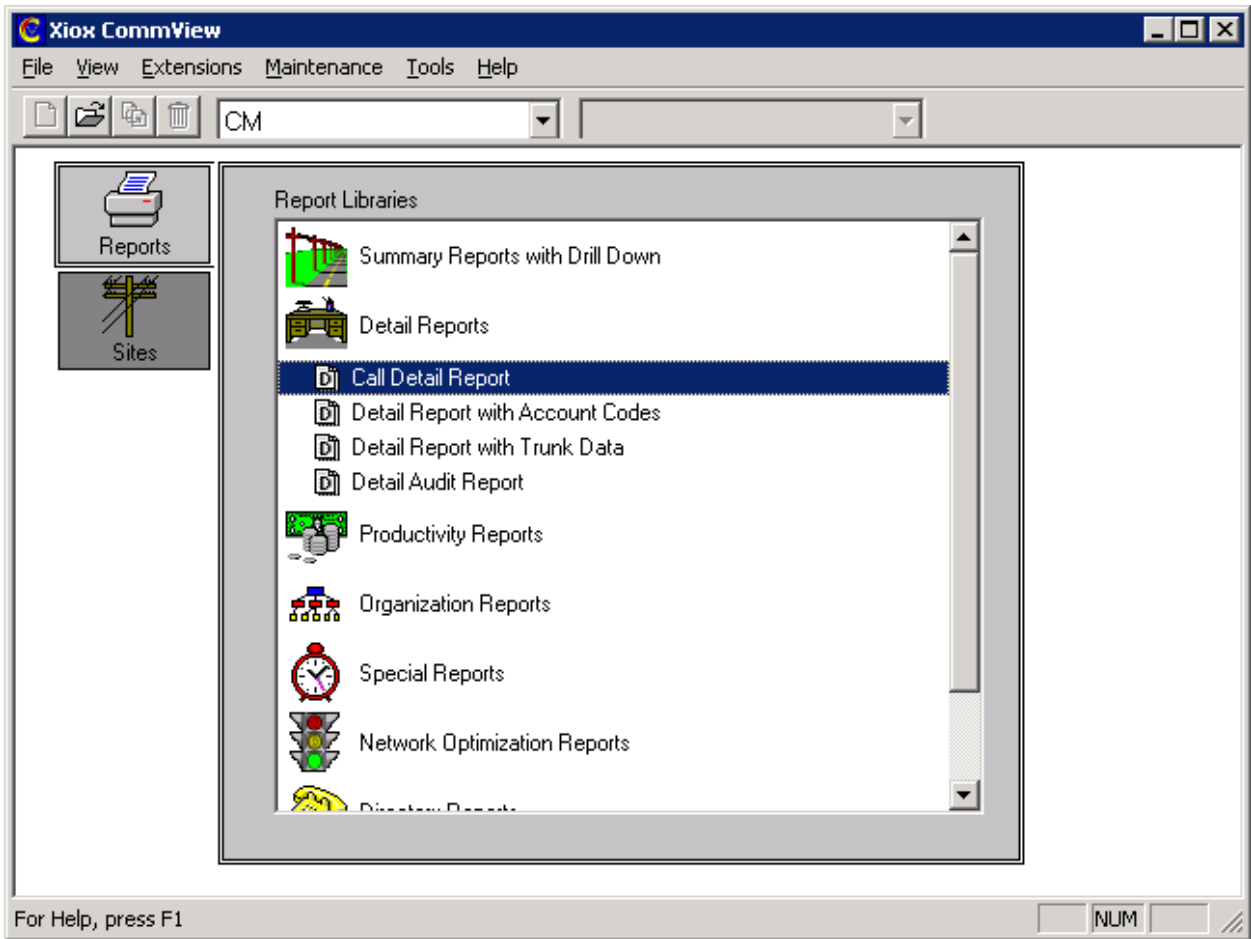 Xiox CommView
File View Extensions Maintenance Tools Help
CM
Reports
Sites
Report Libraries
Summary Reports with Drill Down
Detail Reports
Call Detail Report
Detail Report with Account Codes
Detail Report with Trunk Data
Detail Audit Report
Productivity Reports
Organization Reports
Special Reports
Network Optimization Reports
Directory Reports
For Help, press F1
NUM